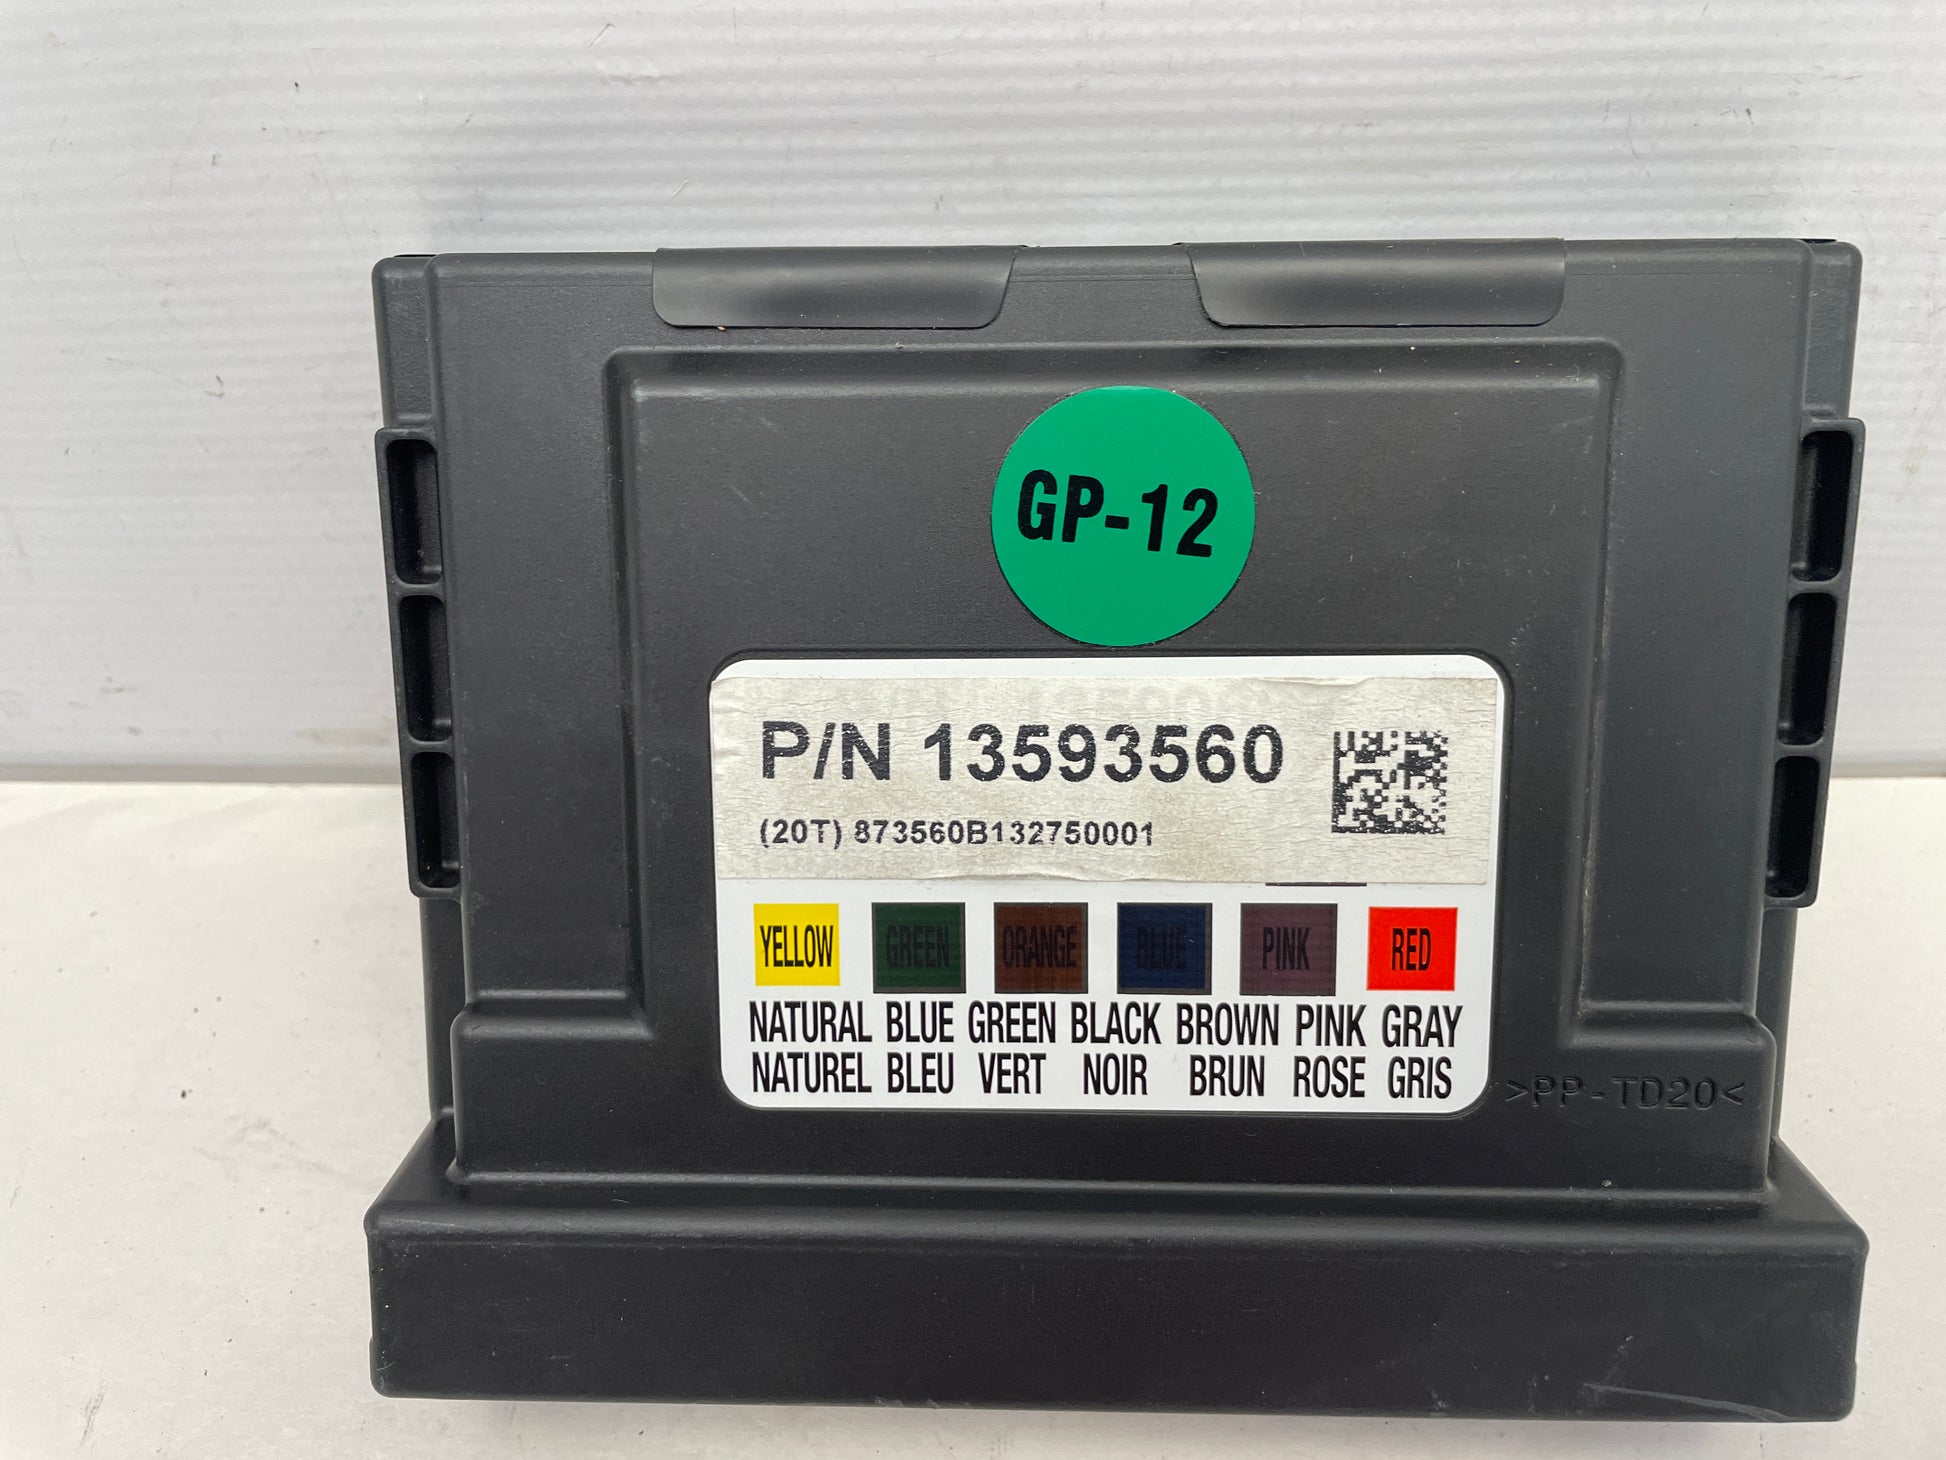 GP-12
P/N 13593560
(20T) 873560B132750001
YELLOW GREEN ORANGE BLUE PINK RED
NATURAL BLUE GREEN BLACK BROWN PINK GRAY
NATUREL BLEU VERT NOIR BRUN ROSE GRIS
>PP-TD20<